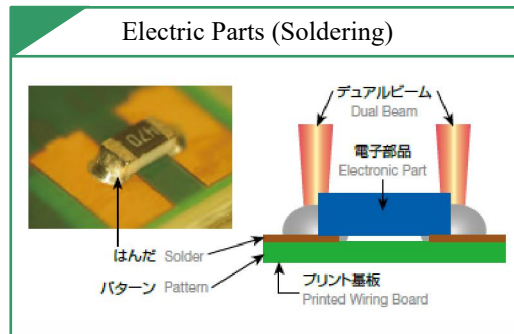 Electric Parts (Soldering)
デュアルビーム
Dual Beam
電子部品
Electronic Part
はんだ Solder
パターン Pattern
プリント基板
Printed Wiring Board